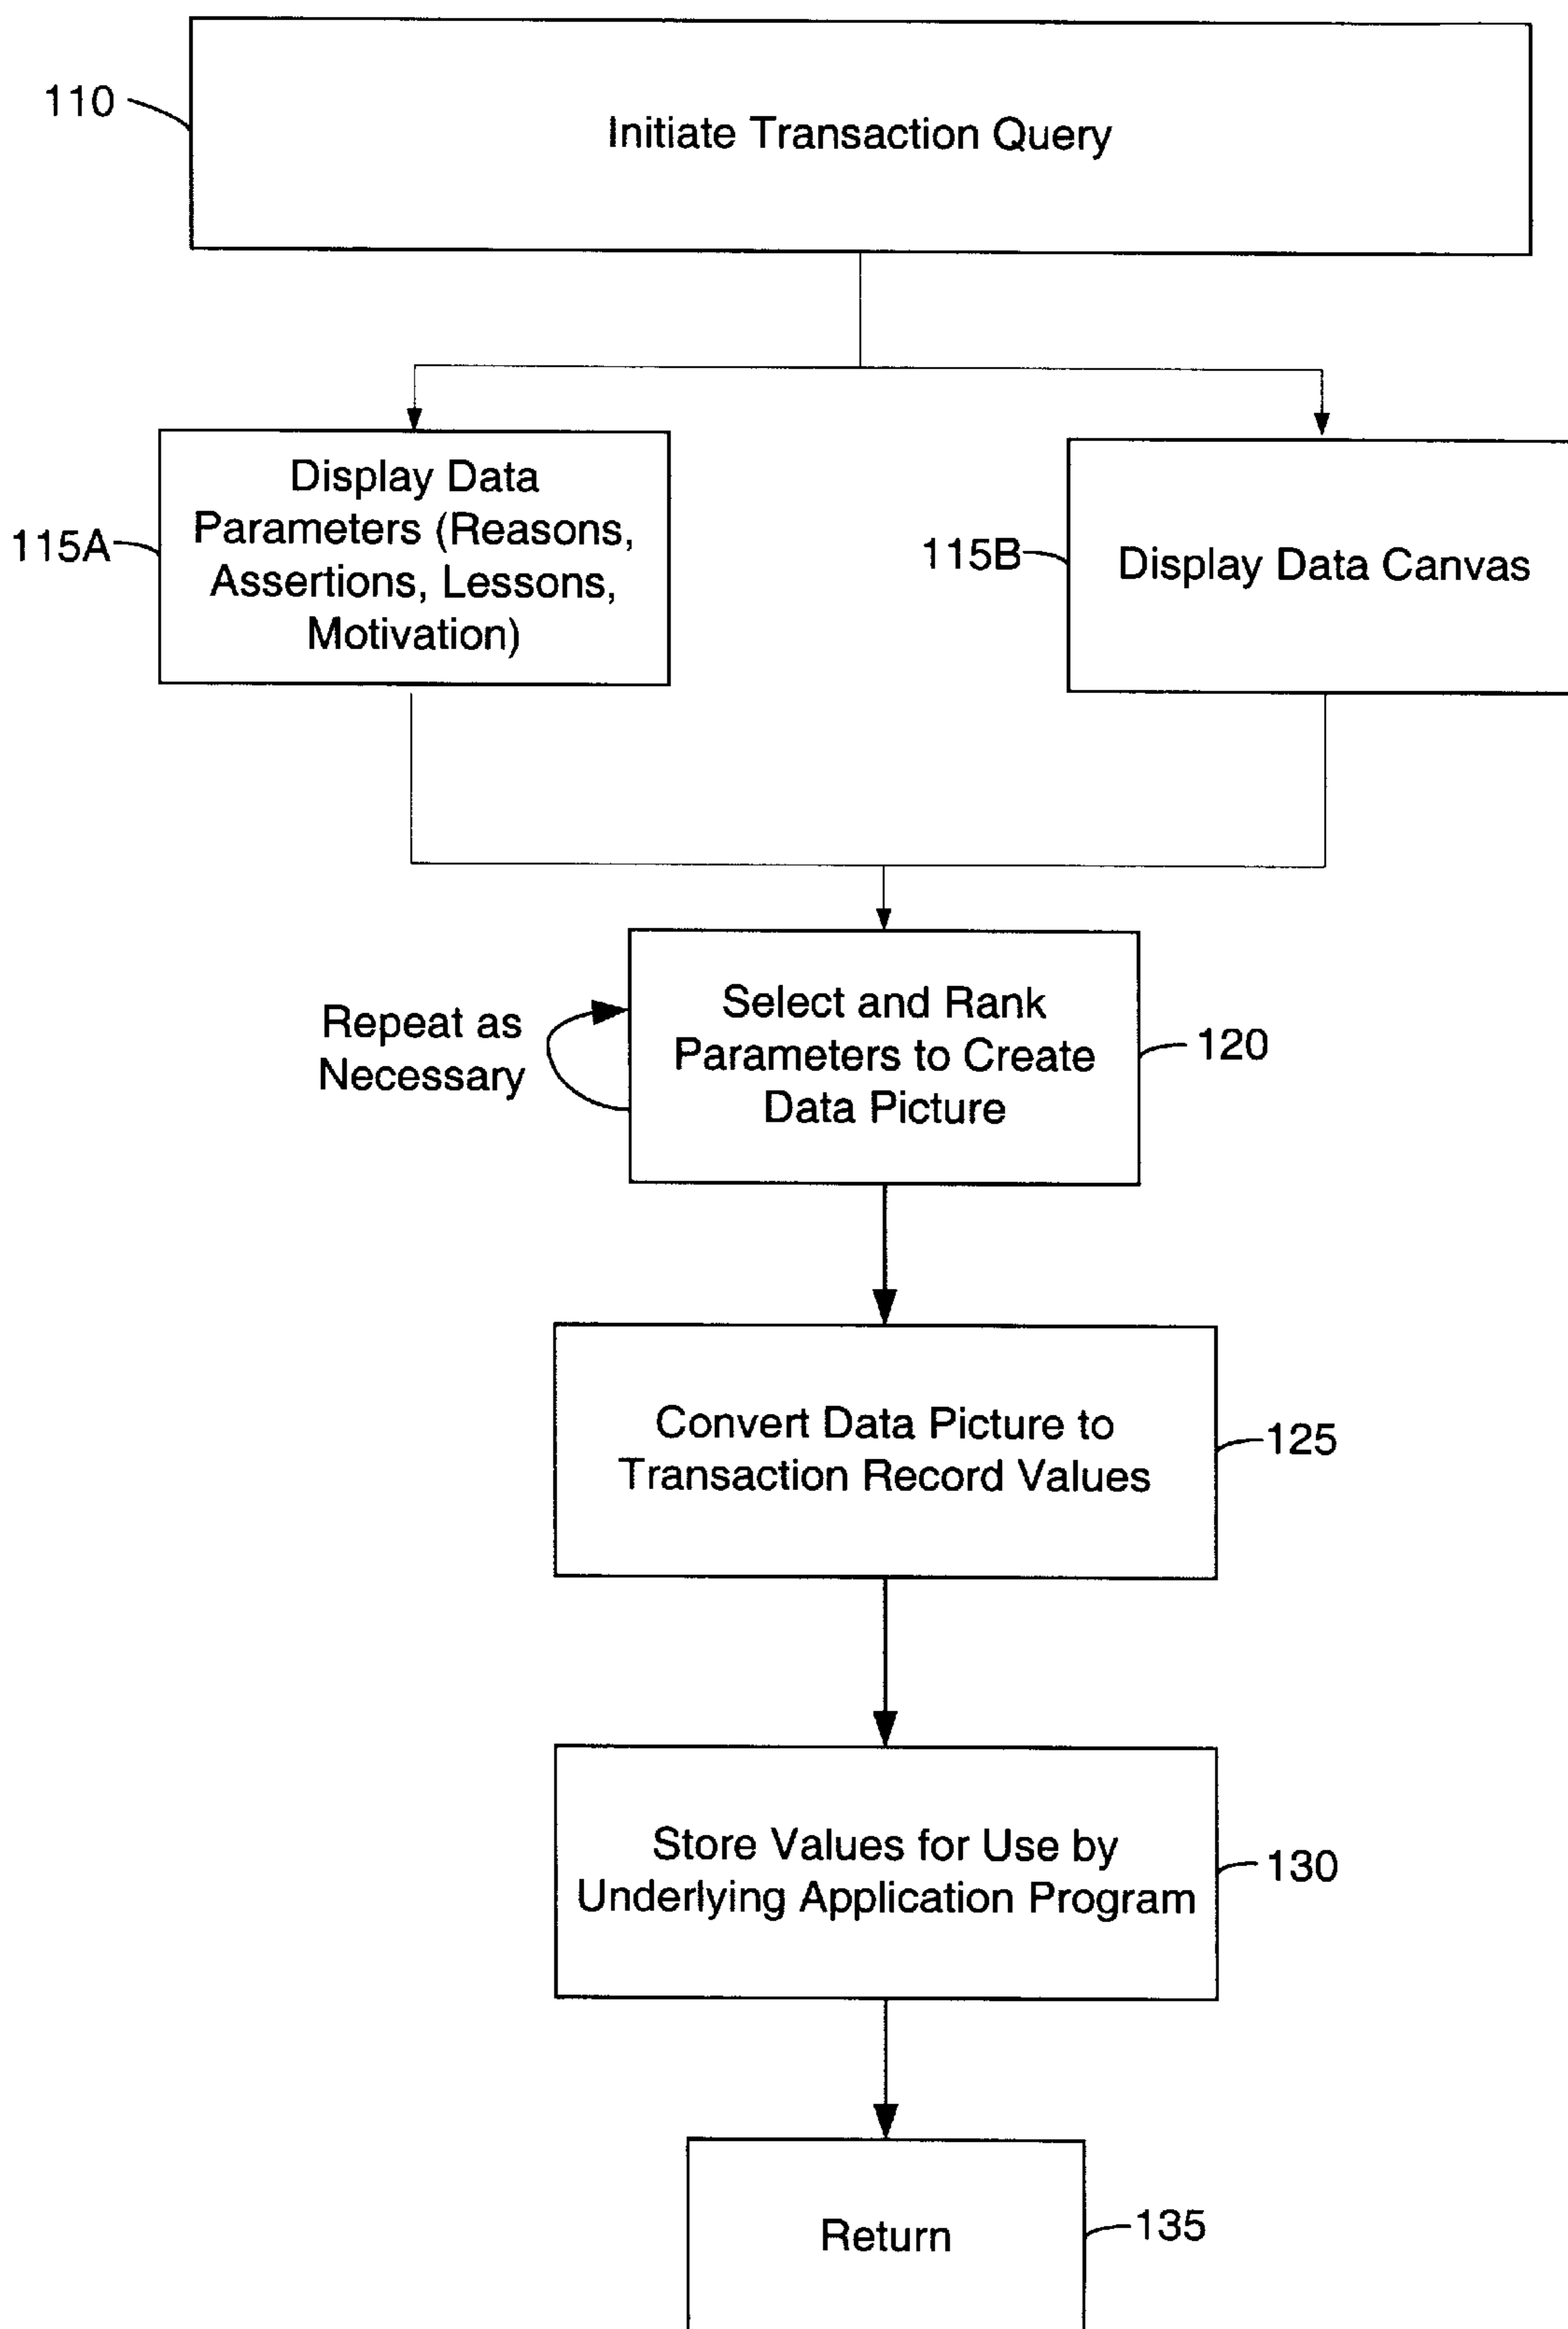 110
Initiate Transaction Query
115A
Display Data
Parameters (Reasons,
Assertions, Lessons,
Motivation)
115B
Display Data Canvas
Repeat as
Necessary
Select and Rank
Parameters to Create
Data Picture
120
Convert Data Picture to
Transaction Record Values
125
Store Values for Use by
Underlying Application Program
130
Return
135